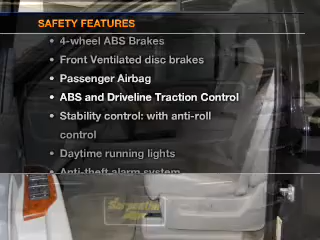 SAFETY FEATURES
• 4-wheel ABS Brakes
• Front Ventilated disc brakes
• Passenger Airbag
• ABS and Driveline Traction Control
• Stability control: with anti-roll
control
• Daytime running lights
• Anti-theft alarm system